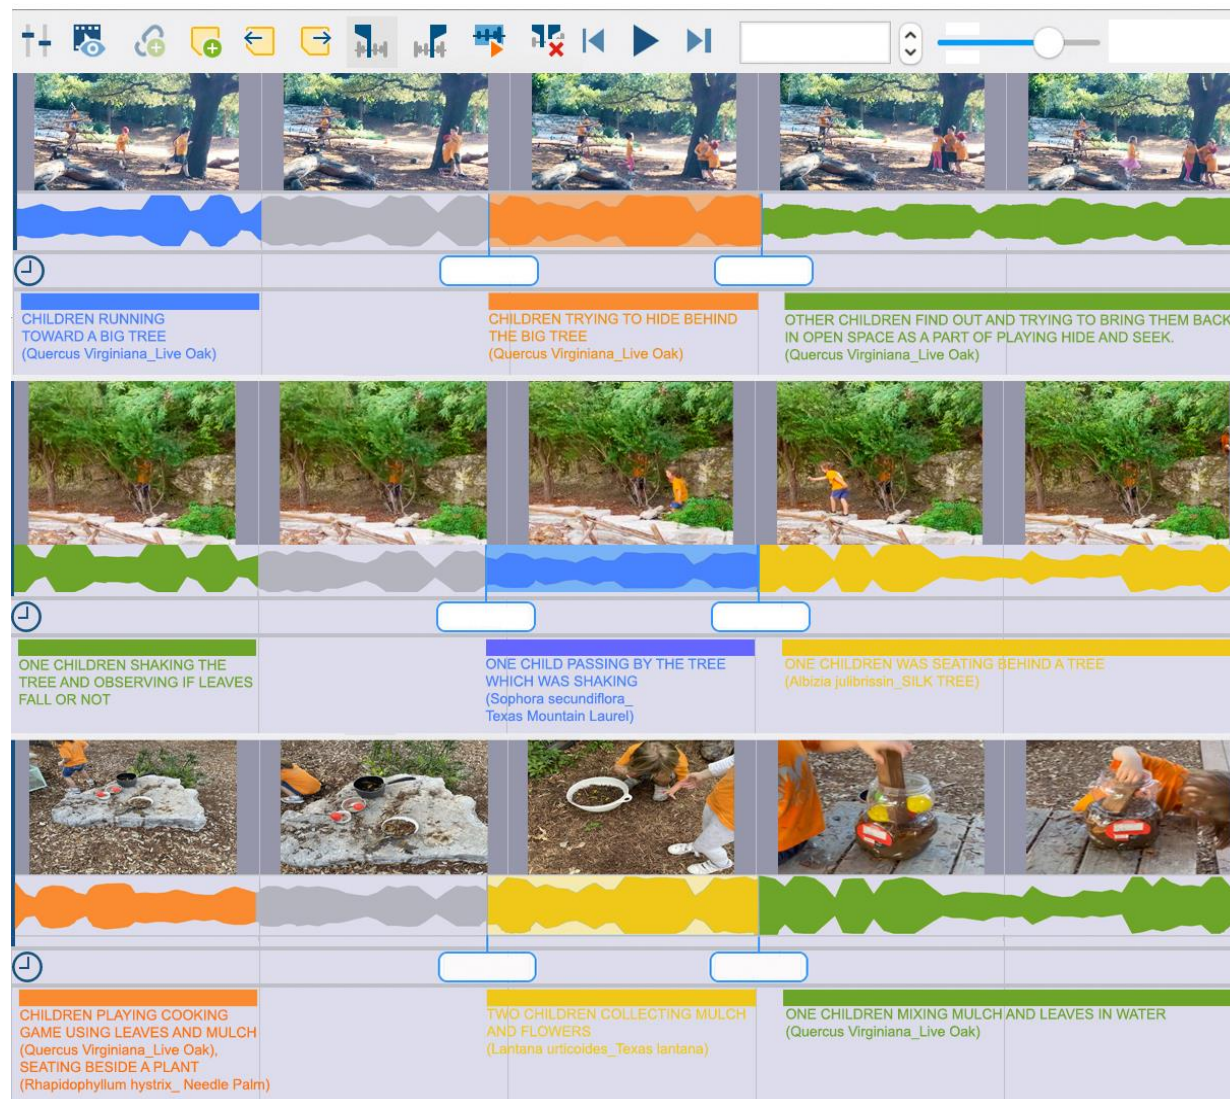 CHILDREN RUNNING
TOWARD A BIG TREE
(Quercus Virginiana_Live Oak)
CHILDREN TRYING TO HIDE BEHIND
THE BIG TREE
(Quercus Virginiana_Live Oak)
OTHER CHILDREN FIND OUT AND TRYING TO BRING THEM BACK
IN OPEN SPACE AS A PART OF PLAYING HIDE AND SEEK.
(Quercus Virginiana_Live Oak)
ONE CHILDREN SHAKING THE
TREE AND OBSERVING IF LEAVES
FALL OR NOT
ONE CHILD PASSING BY THE TREE
WHICH WAS SHAKING
(Sophora secundiflora_
Texas Mountain Laurel)
ONE CHILDREN WAS SEATING BEHIND A TREE
(Albizia julibrissin_SILK TREE)
CHILDREN PLAYING COOKING
GAME USING LEAVES AND MULCH
(Quercus Virginiana_Live Oak),
SEATING BESIDE A PLANT
(Rhapidophyllum hystrix_ Needle Palm)
TWO CHILDREN COLLECTING MULCH
AND FLOWERS
(Lantana urticoides_Texas lantana)
ONE CHILDREN MIXING MULCH AND LEAVES IN WATER
(Quercus Virginiana_Live Oak)